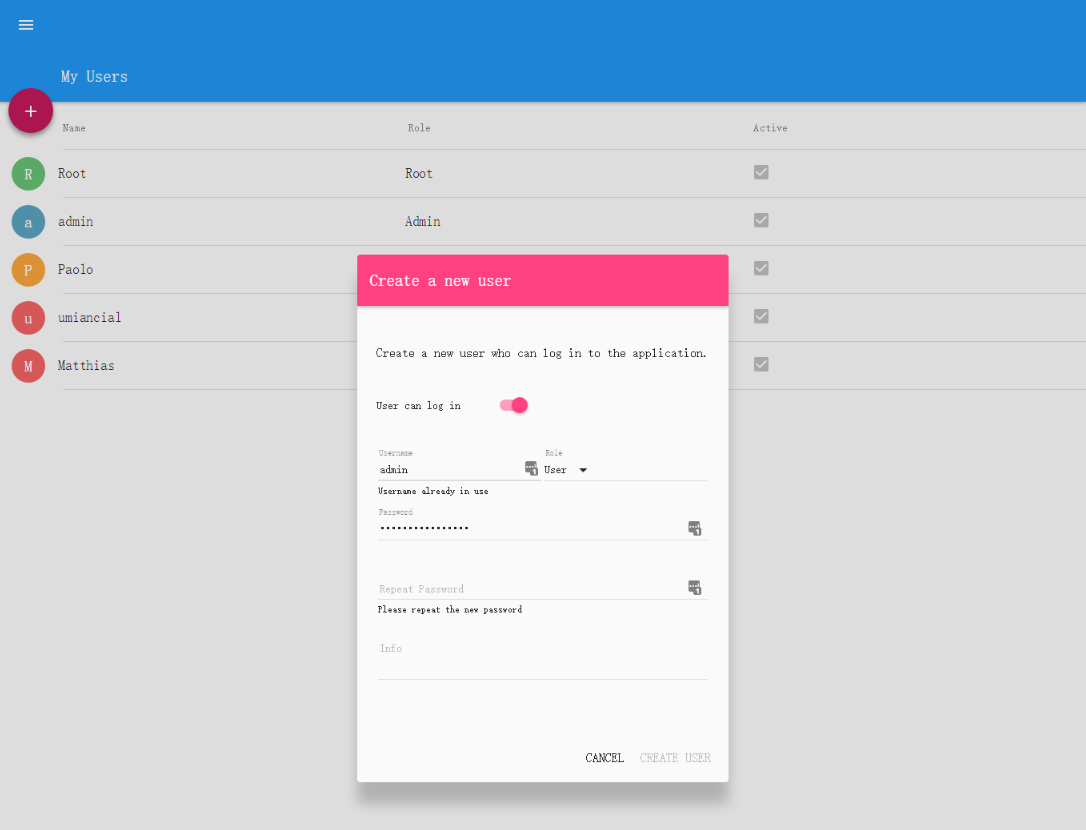 My Users
+
Name Role Active
R Root Root
a admin Admin
P Paolo
u umiancial
M Matthias
Create a new user
Create a new user who can log in to the application.
User can log in
Username Role
admin User
Username already in use
Password
••••••••••••••••
Repeat Password
Please repeat the new password
Info
CANCEL CREATE USER